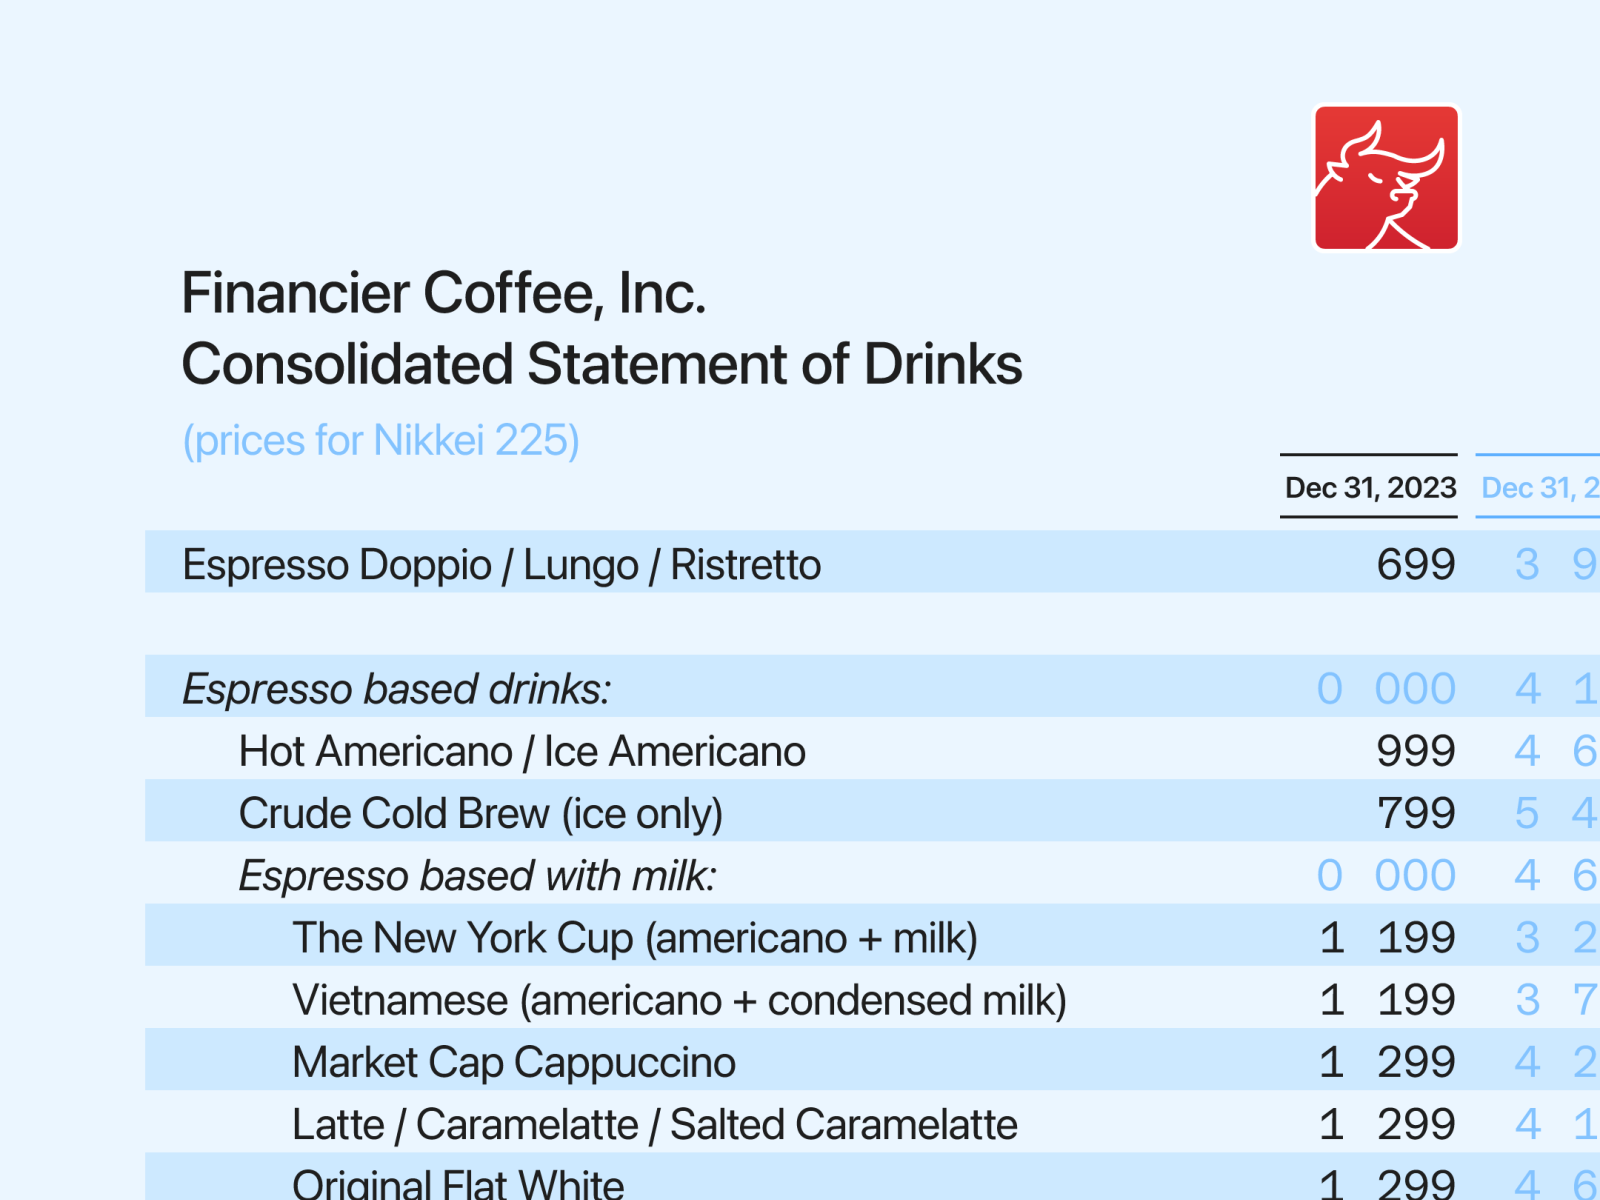 Financier Coffee, Inc.
Consolidated Statement of Drinks
(prices for Nikkei 225)
Dec 31, 2023 Dec 31, 2
Espresso Doppio / Lungo / Ristretto 699 3 9
Espresso based drinks: 0 000 4 1
Hot Americano / Ice Americano 999 4 6
Crude Cold Brew (ice only) 799 5 4
Espresso based with milk: 0 000 4 6
The New York Cup (americano + milk) 1 199 3 2
Vietnamese (americano + condensed milk) 1 199 3 7
Market Cap Cappuccino 1 299 4 2
Latte / Caramelatte / Salted Caramelatte 1 299 4 1
Original Flat White 1 299 4 6